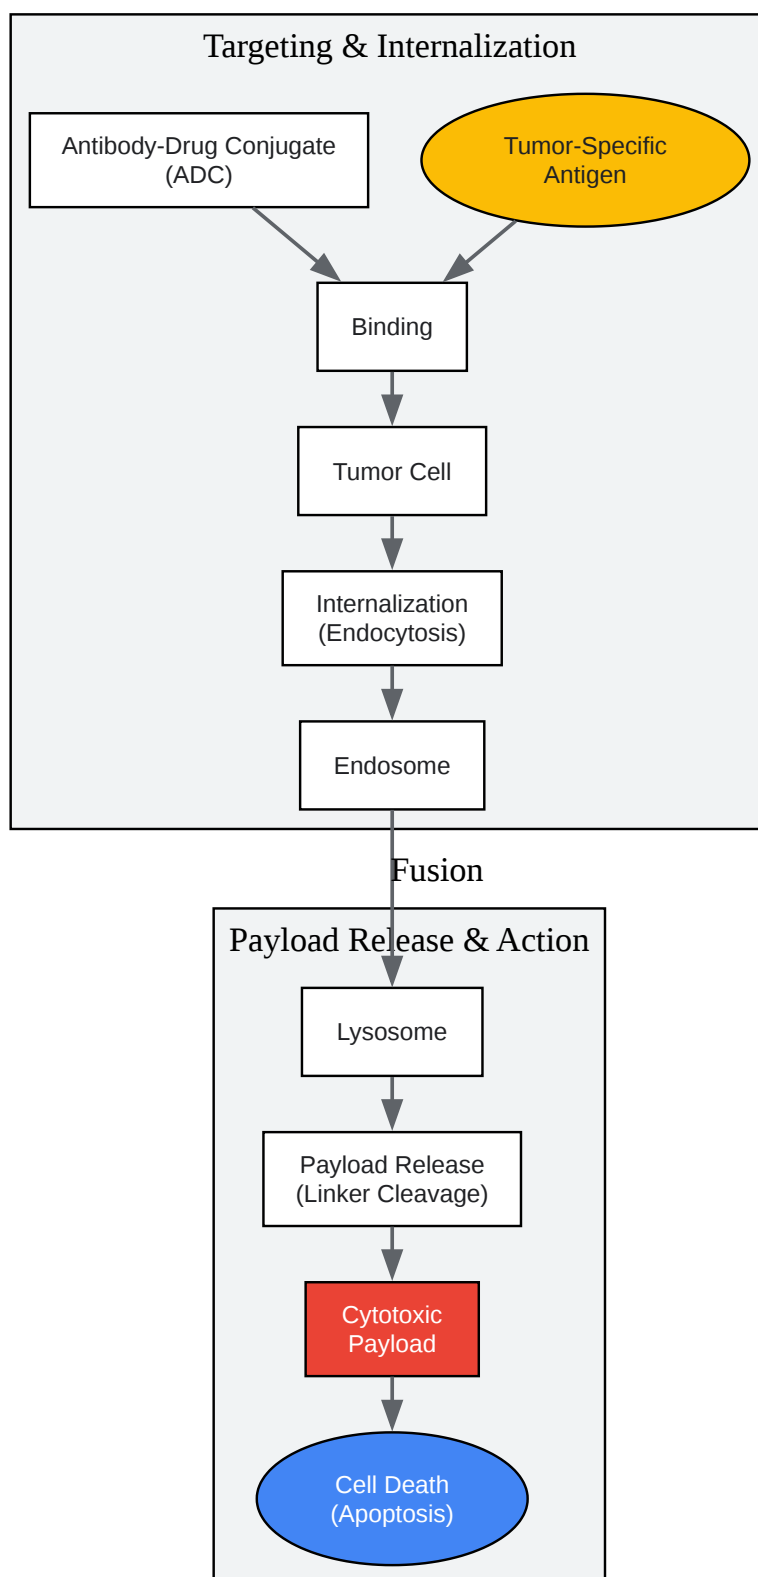 Targeting & Internalization
Antibody-Drug Conjugate
(ADC)
Tumor-Specific
Antigen
Binding
Tumor Cell
Internalization
(Endocytosis)
Endosome
Fusion
Payload Release & Action
Lysosome
Payload Release
(Linker Cleavage)
Cytotoxic
Payload
Cell Death
(Apoptosis)